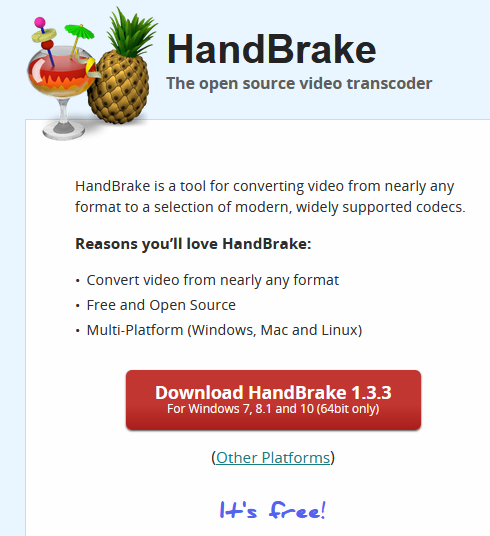 HandBrake
The open source video transcoder
HandBrake is a tool for converting video from nearly any
format to a selection of modern, widely supported codecs.
Reasons you’ll love HandBrake:
• Convert video from nearly any format
• Free and Open Source
• Multi-Platform (Windows, Mac and Linux)
Download HandBrake 1.3.3
For Windows 7, 8.1 and 10 (64bit only)
(Other Platforms)
It's free!